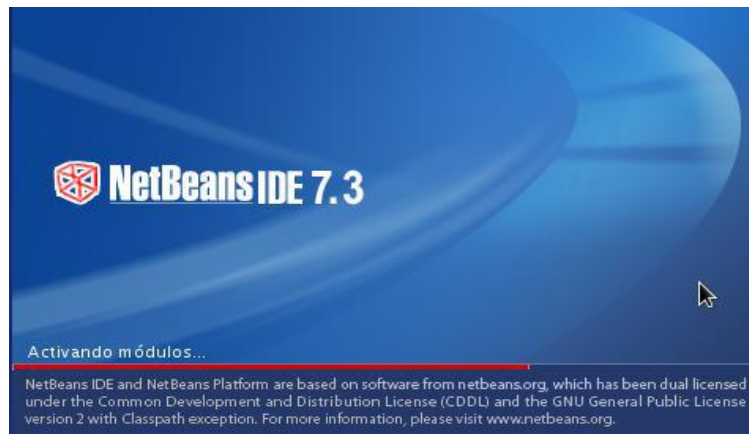 NetBeans IDE 7.3
Activando módulos...
NetBeans IDE and NetBeans Platform are based on software from netbeans.org, which has been dual licensed
under the Common Development and Distribution License (CDDL) and the GNU General Public License
version 2 with Classpath exception. For more information, please visit www.netbeans.org.